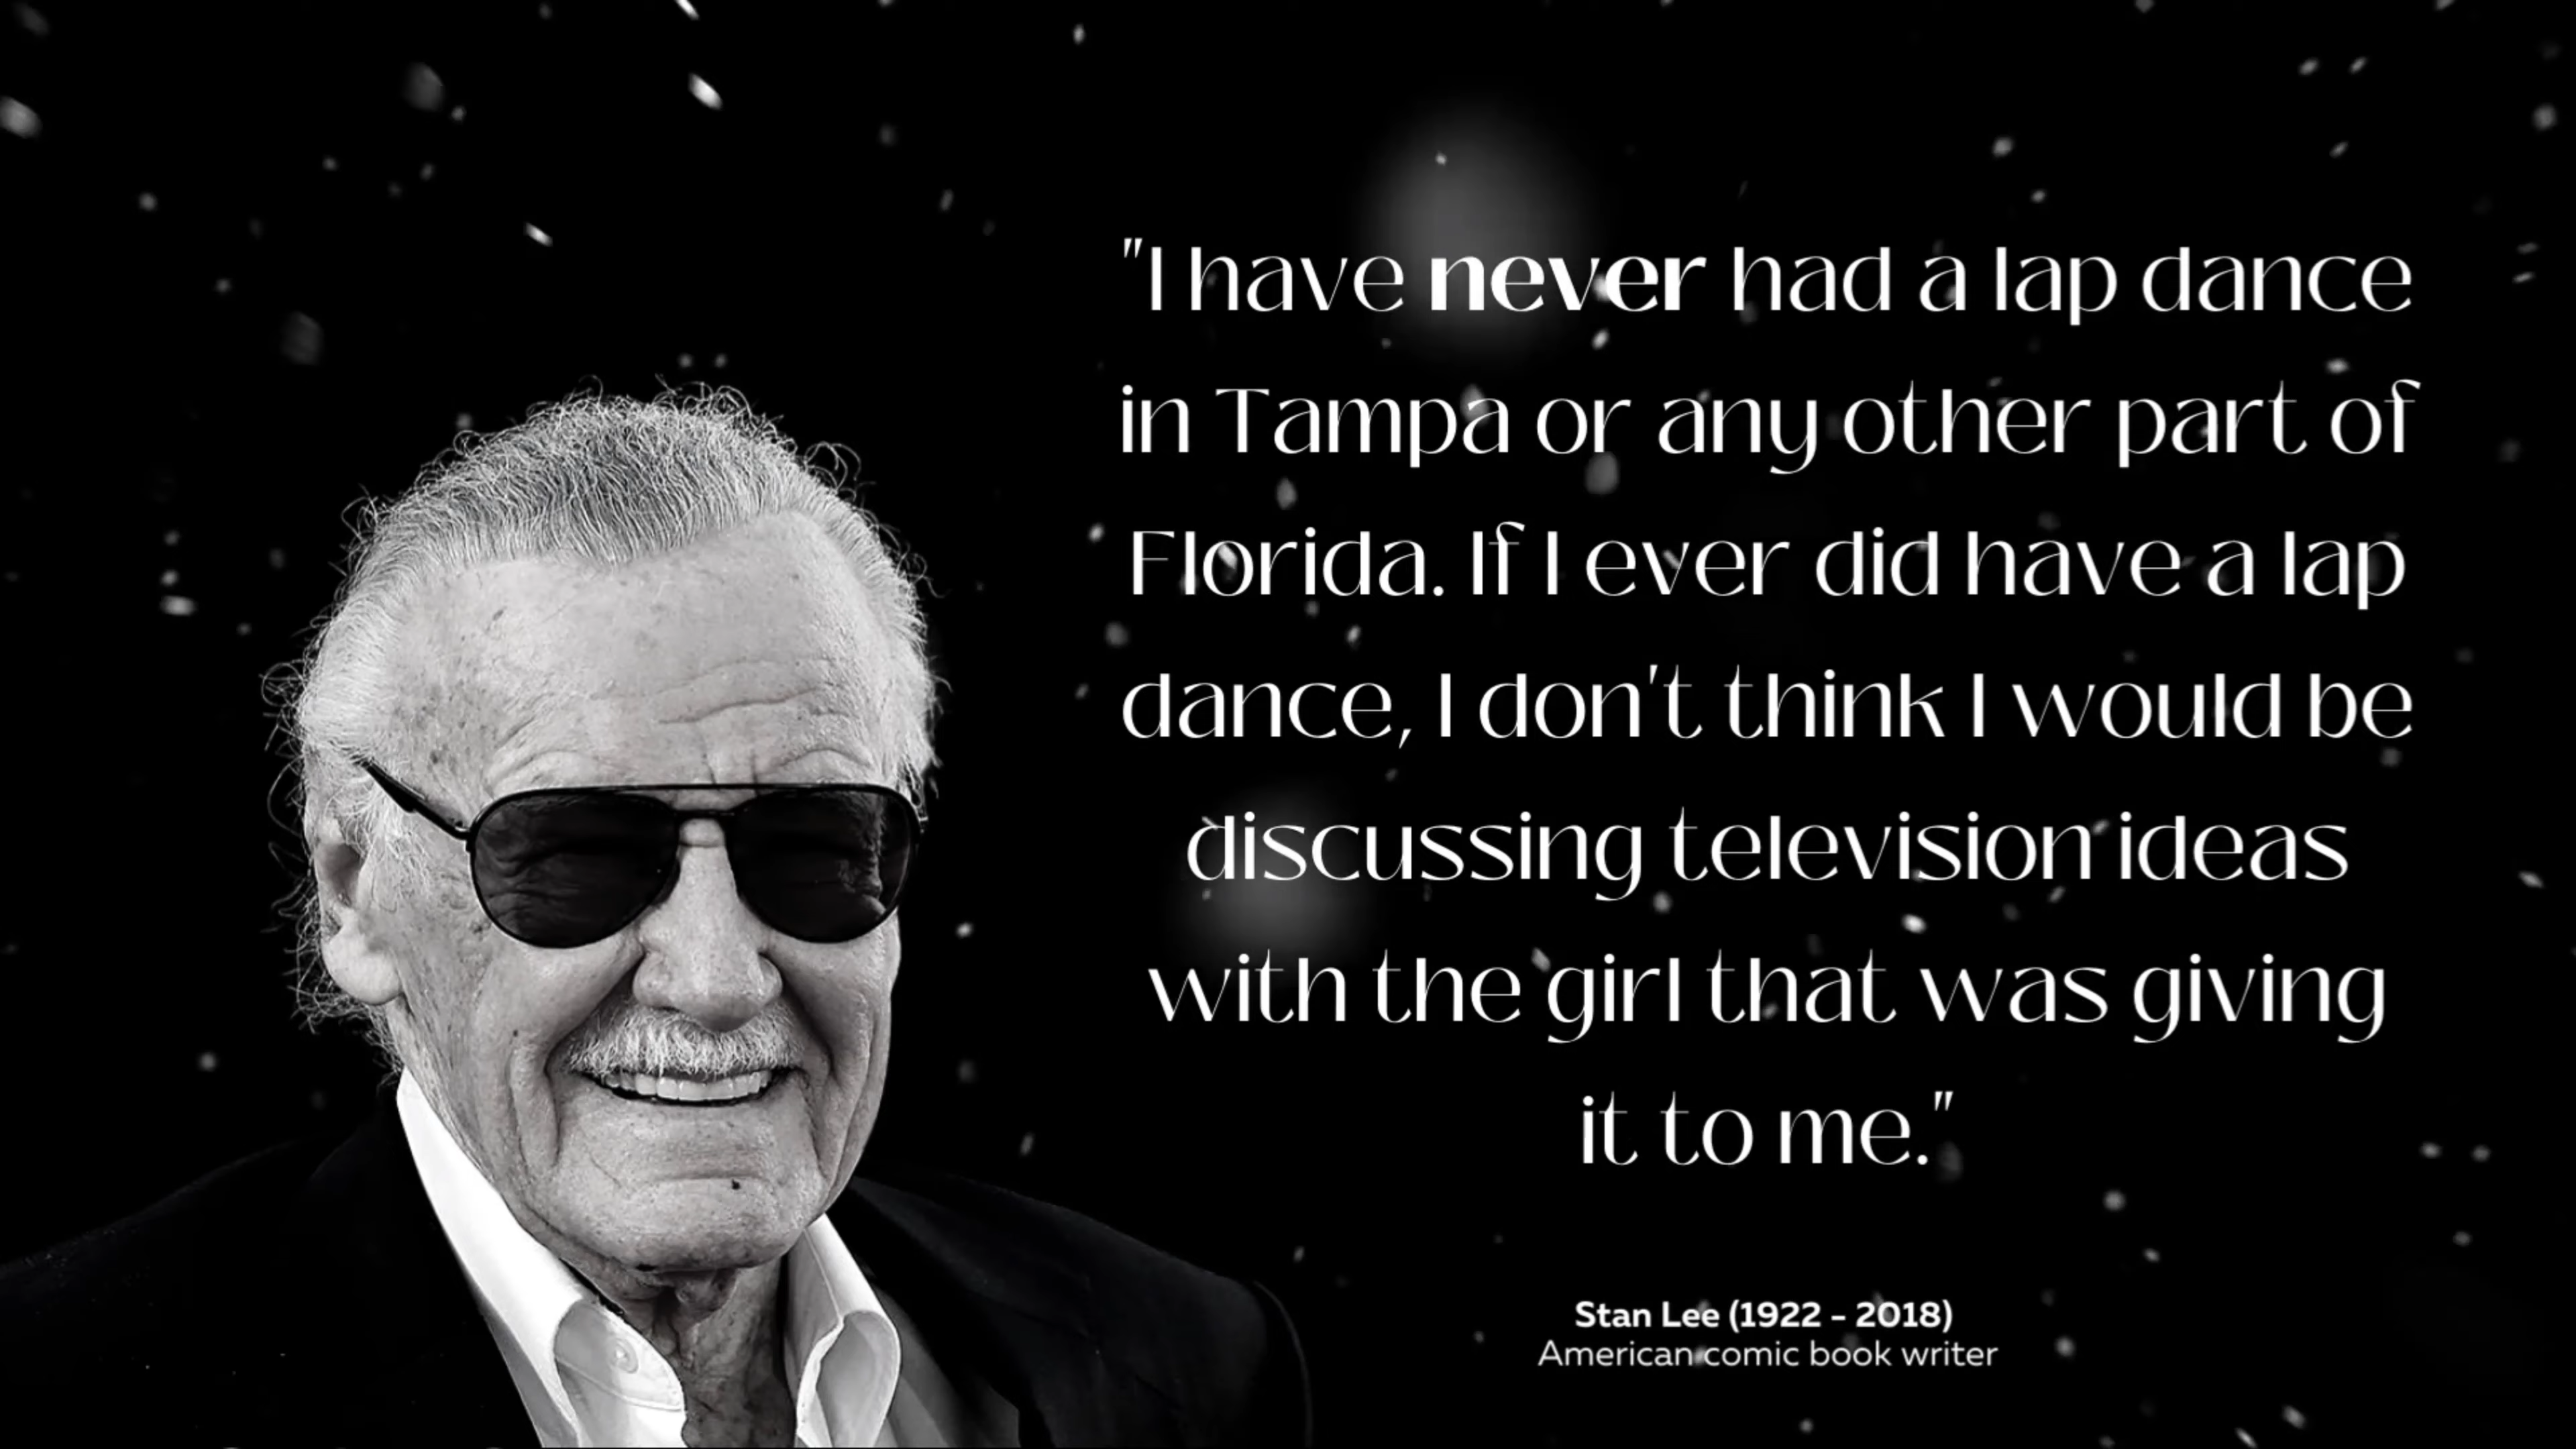 "I have never had a lap dance
in Tampa or any other part of
Florida. If I ever did have a lap
dance, I don't think I would be
discussing television ideas
with the girl that was giving
it to me."
Stan Lee (1922 - 2018)
American comic book writer